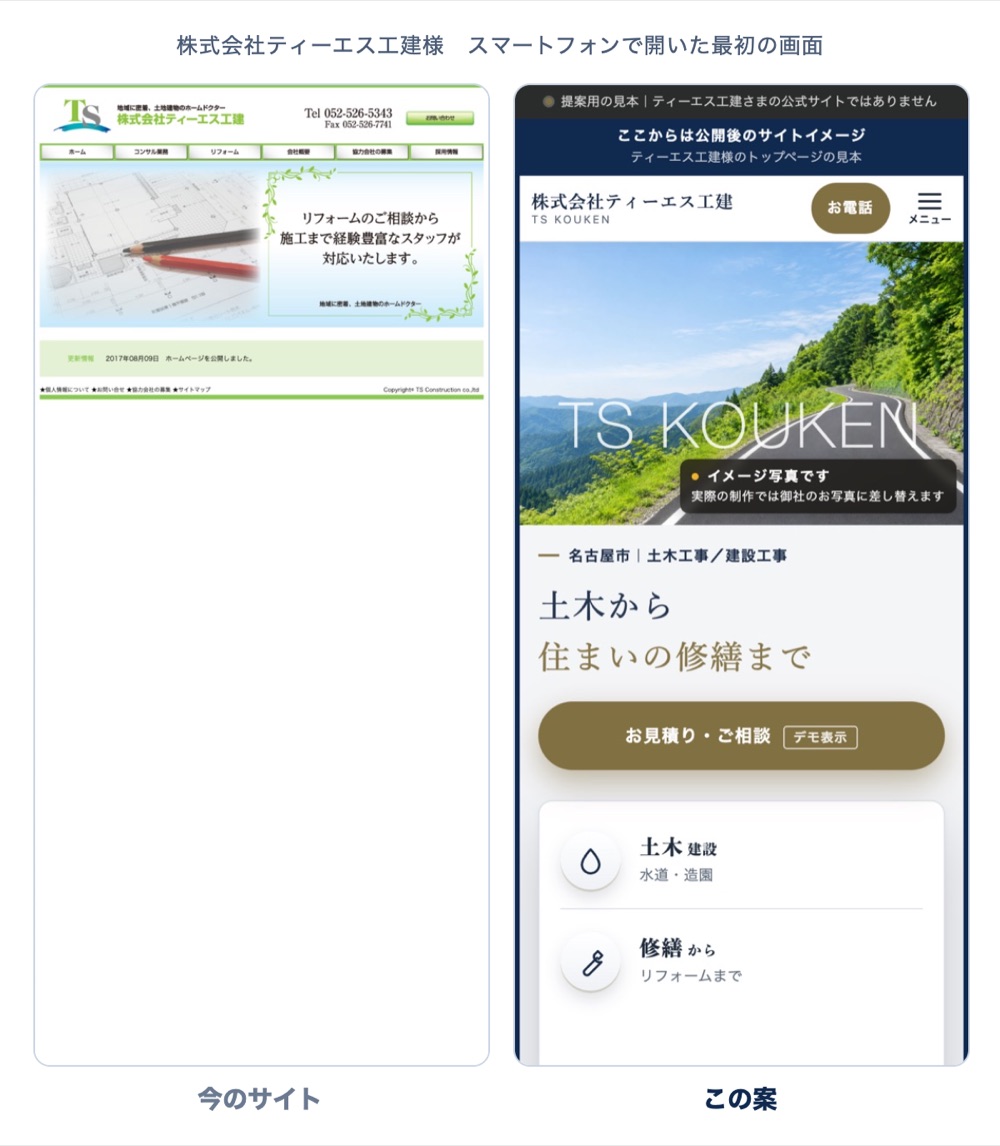 株式会社ティーエス工建様　スマートフォンで開いた最初の画面
TS
地域に密着、土地建物のホームドクター
株式会社ティーエス工建
Tel 052-526-5343
Fax 052-526-7741
お問い合わせ
ホーム
コンサル業務
リフォーム
会社概要
協力会社の募集
採用情報
リフォームのご相談から
施工まで経験豊富なスタッフが
対応いたします。
地域に密着、土地建物のホームドクター
更新情報　2017年08月09日　ホームページを公開しました。
★個人情報について ★お問い合せ ★協力会社の募集 ★サイトマップ
Copyright+ TS Construction co.,ltd
今のサイト
提案用の見本｜ティーエス工建さまの公式サイトではありません
ここからは公開後のサイトイメージ
ティーエス工建様のトップページの見本
株式会社ティーエス工建
TS KOUKEN
お電話
メニュー
TS KOUKEN
イメージ写真です
実際の制作では御社のお写真に差し替えます
名古屋市｜土木工事／建設工事
土木から
住まいの修繕まで
お見積り・ご相談 デモ表示
土木 建設
水道・造園
修繕 から
リフォームまで
この案